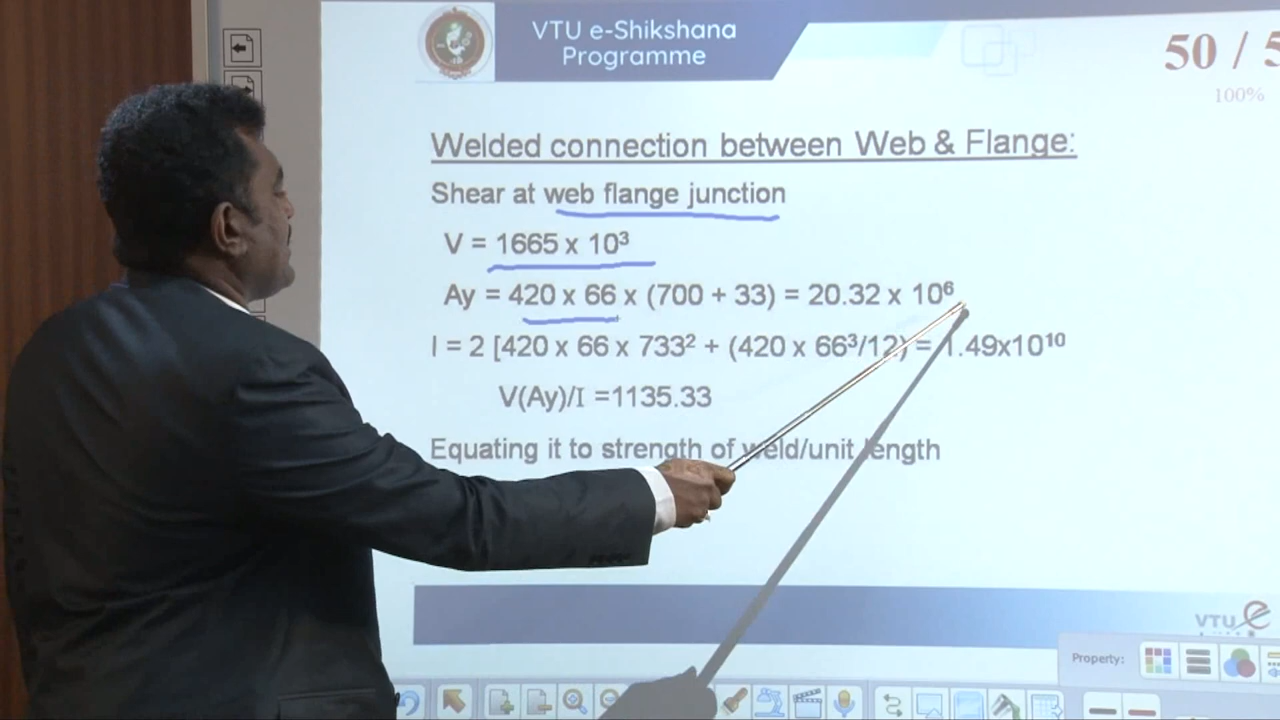 VTU e-Shikshana
Programme
50 / 5
100%
Welded connection between Web & Flange:
Shear at web flange junction
V = 1665 x 10³
Ay = 420 x 66 x (700 + 33) = 20.32 x 10⁶
I = 2 [420 x 66 x 733² + (420 x 66³/12) = 1.49x10¹⁰
V(Ay)/I =1135.33
Equating it to strength of weld/unit length
VTU e
Property: